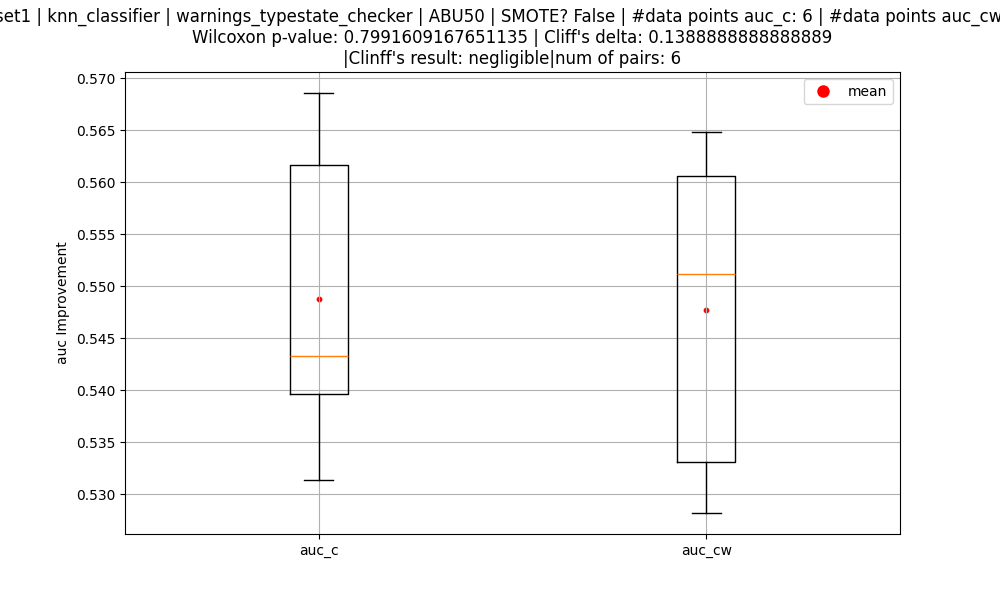 set1 | knn_classifier | warnings_typestate_checker | ABU50 | SMOTE? False | #data points auc_c: 6 | #data points auc_cw
Wilcoxon p-value: 0.7991609167651135 | Cliff's delta: 0.1388888888888889
|Clinff's result: negligible|num of pairs: 6
mean
0.570
0.565
0.560
0.555
0.550
0.545
0.540
0.535
0.530
auc Improvement
auc_c
auc_cw